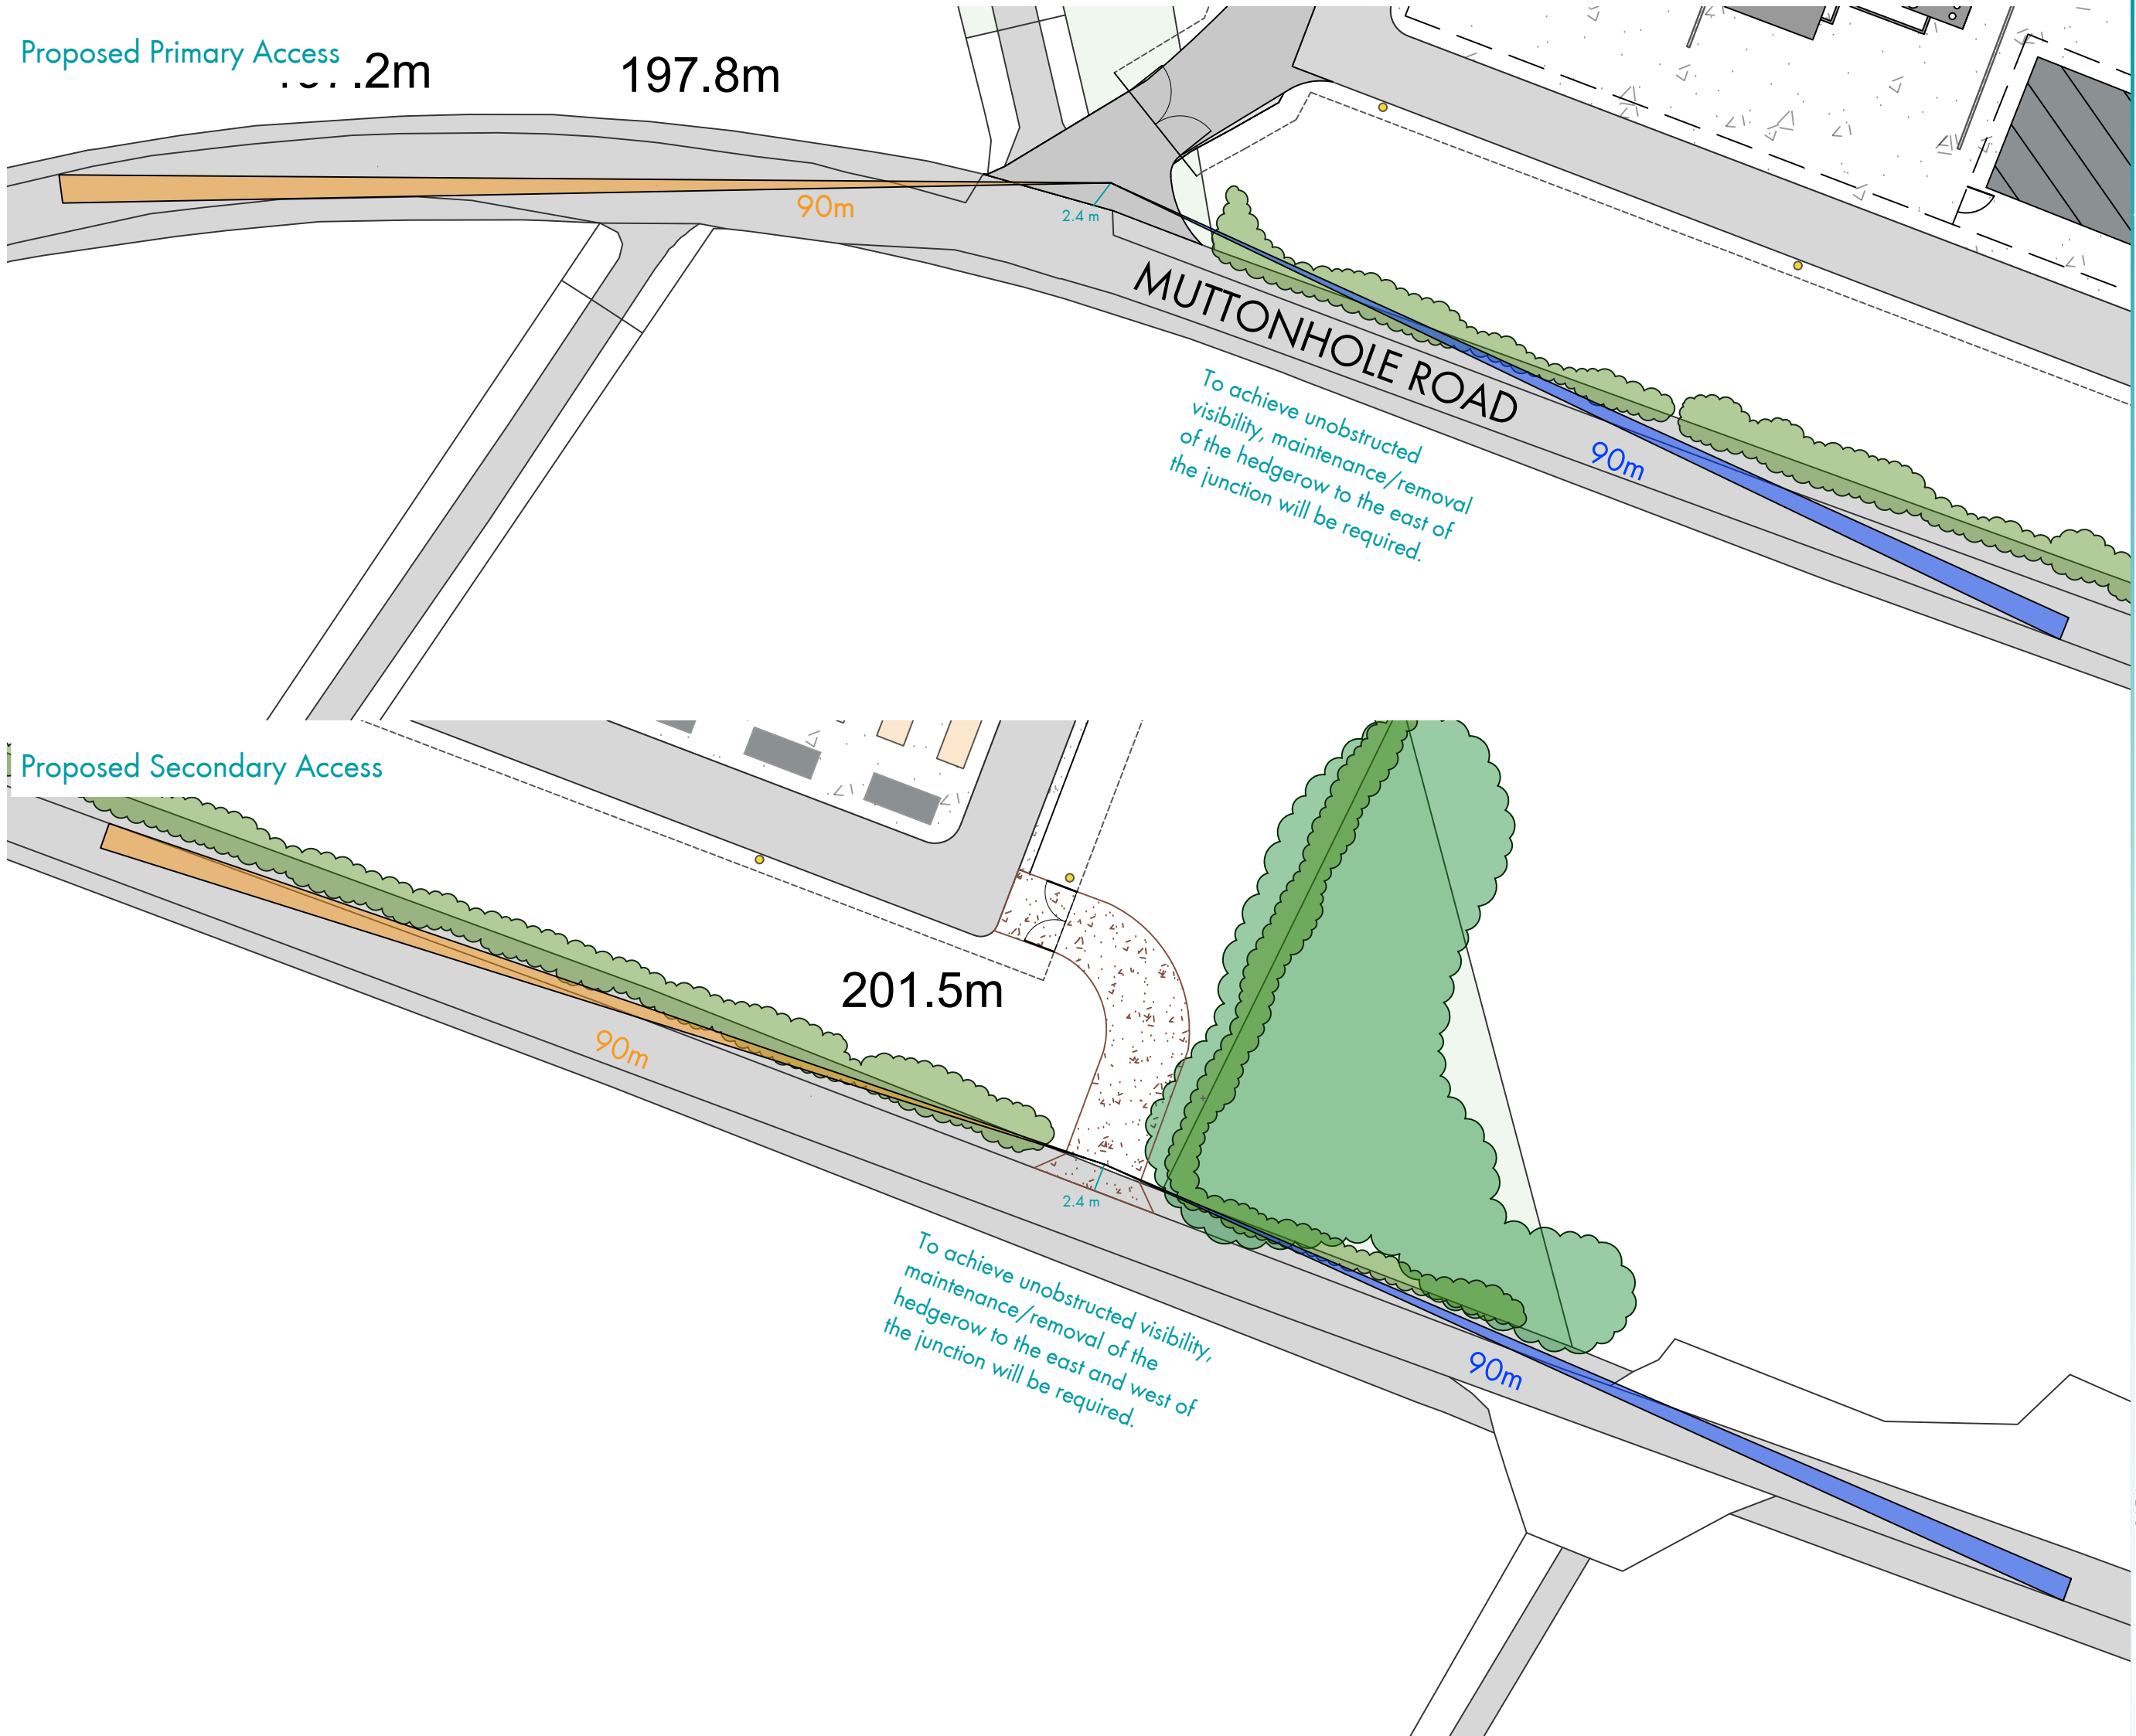 Proposed Primary Access
.2m
197.8m
90m
2.4 m
MUTTONHOLE ROAD
To achieve unobstructed
visibility, maintenance/removal
of the hedgerow to the east of
the junction will be required.
90m
Proposed Secondary Access
201.5m
90m
2.4 m
To achieve unobstructed visibility,
maintenance/removal of the
hedgerow to the east and west of
the junction will be required.
90m